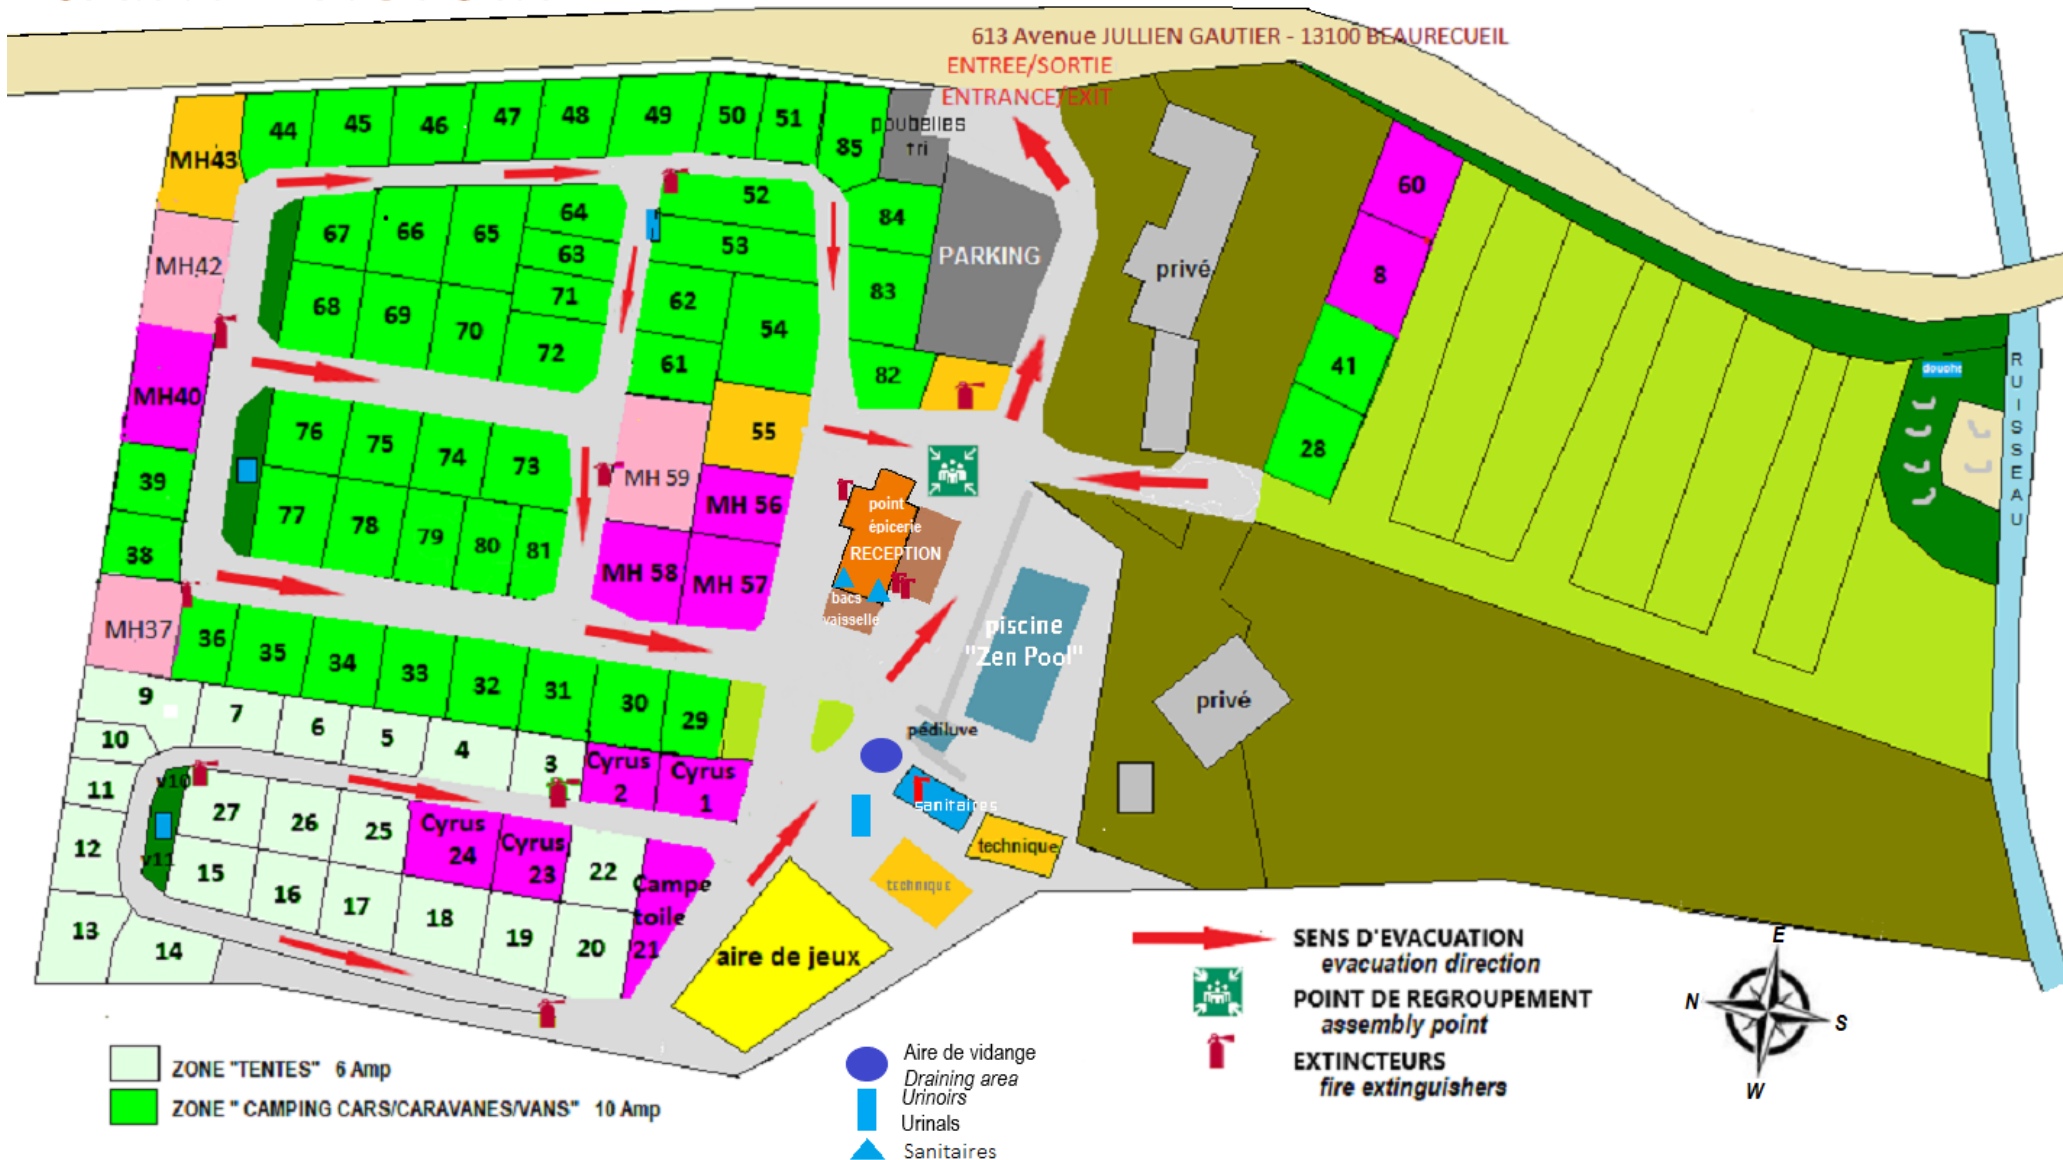 613 Avenue JULLIEN GAUTIER - 13100 BEAURECUEIL
ENTREE/SORTIE
ENTRANCE/EXIT
poubelles
tri
MH43
44
45
46
47
48
49
50
51
85
MH42
67
66
65
64
63
52
53
84
PARKING
privé
60
8
68
69
70
71
72
62
54
61
83
82
41
28
MH40
39
38
MH37
76
75
74
73
77
78
79
80
81
MH 59
55
MH 56
MH 58
MH 57
point
épicerie
RECEPTION
bacs
vaisselle
piscine
"Zen Pool"
pédiluve
douche
RUISSEAU
36
35
34
33
32
31
30
29
9
7
6
5
4
3
Cyrus
2
Cyrus
1
10
11
12
13
14
v10
v11
27
26
25
Cyrus
24
Cyrus
23
22
15
16
17
18
19
20
Campe
toile
21
sanitaires
technique
technique
aire de jeux
privé
ZONE "TENTES" 6 Amp
ZONE " CAMPING CARS/CARAVANES/VANS" 10 Amp
Aire de vidange
Draining area
Urinoirs
Urinals
Sanitaires
SENS D'EVACUATION
evacuation direction
POINT DE REGROUPEMENT
assembly point
EXTINCTEURS
fire extinguishers
E
N
S
W